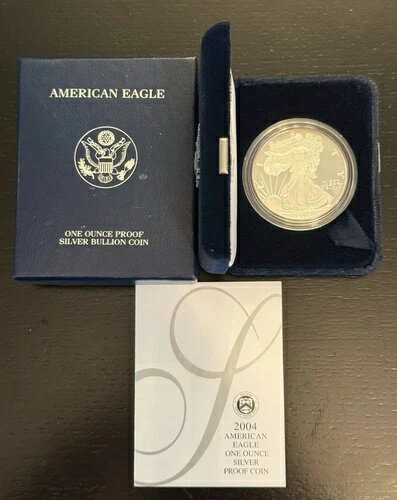 AMERICAN EAGLE
ONE OUNCE PROOF
SILVER BULLION COIN
2004
AMERICAN
EAGLE
ONE OUNCE
SILVER
PROOF COIN